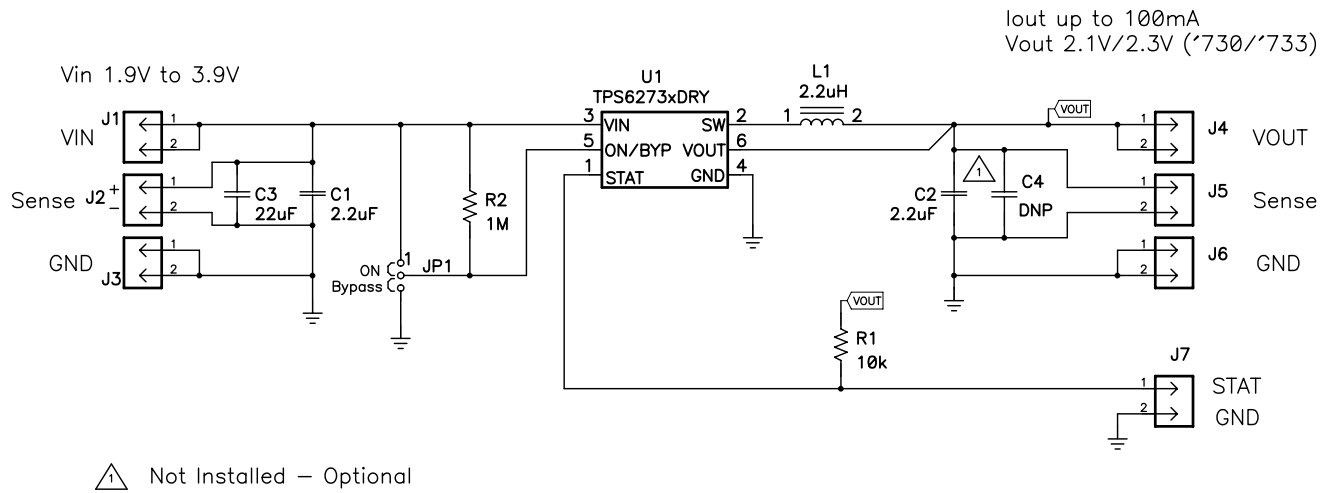 Iout up to 100mA
Vout 2.1V/2.3V ('730/'733)
Vin 1.9V to 3.9V
U1
TPS6273xDRY
L1
2.2uH
J1
VIN
1
2
3
5
1
VIN
ON/BYP
STAT
SW
VOUT
GND
2
6
4
1
2
VOUT
1
2
J4
VOUT
Sense
J2
+
-
1
2
C3
22uF
C1
2.2uF
R2
1M
C2
2.2uF
1
C4
DNP
1
2
J5
Sense
GND
J3
1
2
1
ON
Bypass
JP1
1
2
J6
GND
VOUT
R1
10k
J7
1
2
STAT
GND
1
Not Installed – Optional